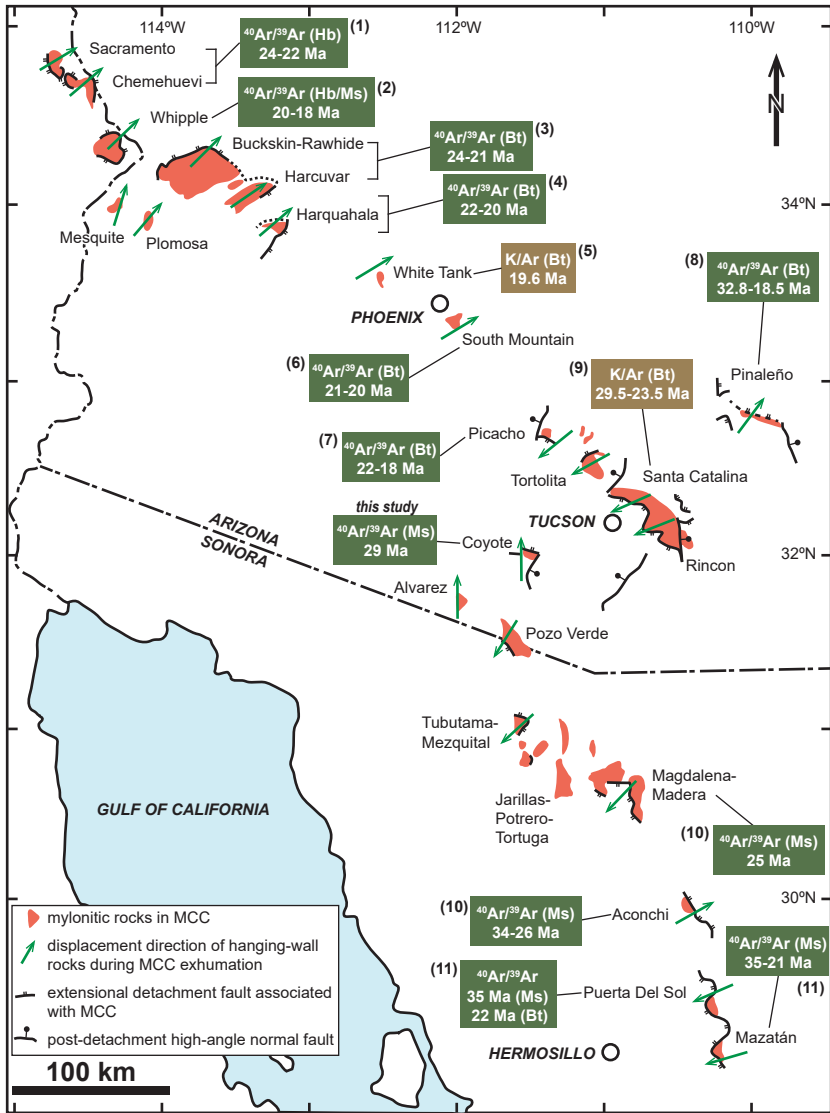 114°W
112°W
110°W
Sacramento
⁴⁰Ar/³⁹Ar (Hb)
24-22 Ma
(1)
Chemehuevi
Whipple
⁴⁰Ar/³⁹Ar (Hb/Ms)
20-18 Ma
(2)
N
Buckskin-Rawhide
⁴⁰Ar/³⁹Ar (Bt)
24-21 Ma
(3)
Harcuvar
⁴⁰Ar/³⁹Ar (Bt)
22-20 Ma
(4)
34°N
Harquahala
Mesquite
Plomosa
White Tank
K/Ar (Bt)
19.6 Ma
(5)
(8)
⁴⁰Ar/³⁹Ar (Bt)
32.8-18.5 Ma
PHOENIX
South Mountain
(6)
⁴⁰Ar/³⁹Ar (Bt)
21-20 Ma
(9)
K/Ar (Bt)
29.5-23.5 Ma
Pinaleño
(7)
⁴⁰Ar/³⁹Ar (Bt)
22-18 Ma
Picacho
Tortolita
Santa Catalina
this study
⁴⁰Ar/³⁹Ar (Ms)
29 Ma
TUCSON
ARIZONA
SONORA
Coyote
32°N
Rincon
Alvarez
Pozo Verde
Tubutama-
Mezquital
GULF OF CALIFORNIA
Jarillas-
Potrero-
Tortuga
Magdalena-
Madera
(10)
⁴⁰Ar/³⁹Ar (Ms)
25 Ma
30°N
(10)
⁴⁰Ar/³⁹Ar (Ms)
34-26 Ma
Aconchi
⁴⁰Ar/³⁹Ar (Ms)
35-21 Ma
(11)
(11)
⁴⁰Ar/³⁹Ar
35 Ma (Ms)
22 Ma (Bt)
Puerta Del Sol
Mazatán
HERMOSILLO
mylonitic rocks in MCC
displacement direction of hanging-wall
rocks during MCC exhumation
extensional detachment fault associated
with MCC
post-detachment high-angle normal fault
100 km